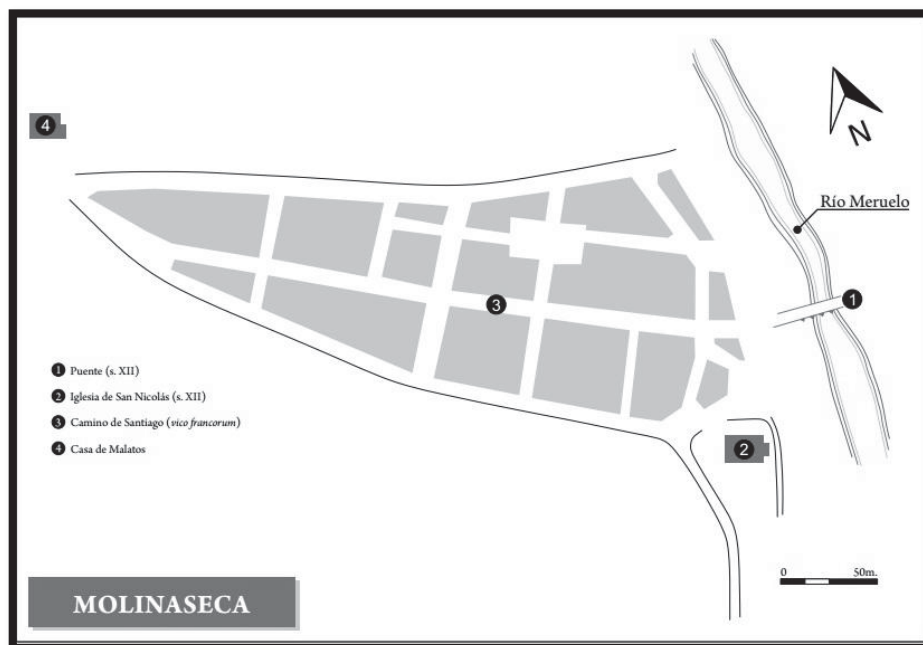 4
N
Río Meruelo
1
3
1 Puente (s. XII)
2 Iglesia de San Nicolás (s. XII)
3 Camino de Santiago (vico francorum)
4 Casa de Malatos
2
0 50m.
MOLINASECA